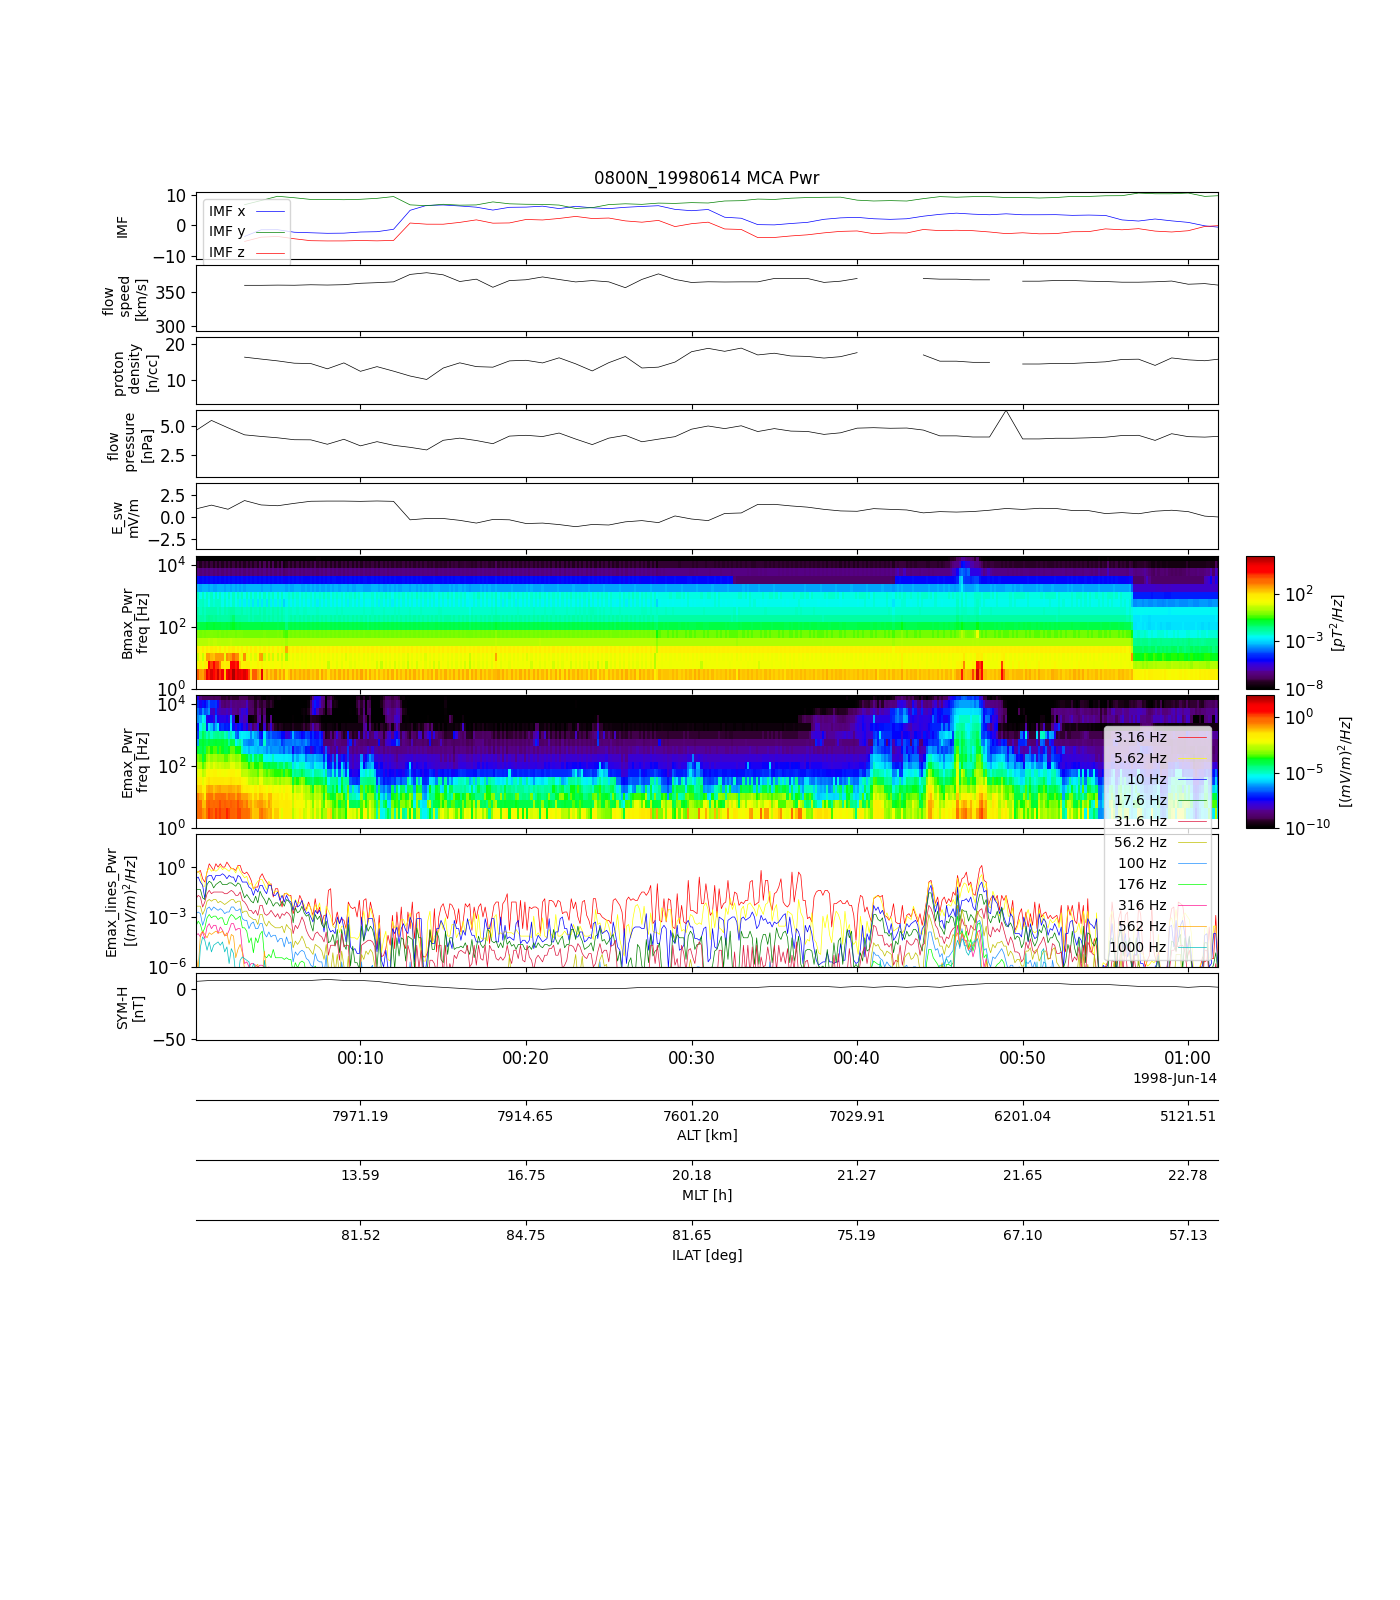 0800N_19980614 MCA Pwr
10
0
−10
IMF
IMF x
IMF y
IMF z
350
300
flow
speed
[km/s]
20
10
proton
density
[n/cc]
5.0
2.5
flow
pressure
[nPa]
2.5
0.0
−2.5
E_sw
mV/m
10^4
10^2
10^0
Bmax_Pwr
freq [Hz]
10^2
10^−3
10^−8
[pT^2/Hz]
10^4
10^2
10^0
Emax_Pwr
freq [Hz]
10^0
10^−5
10^−10
[(mV/m)^2/Hz]
3.16 Hz
5.62 Hz
10 Hz
17.6 Hz
31.6 Hz
56.2 Hz
100 Hz
176 Hz
316 Hz
562 Hz
1000 Hz
10^0
10^−3
10^−6
Emax_lines_Pwr
[(mV/m)^2/Hz]
0
−50
SYM-H
[nT]
00:10 00:20 00:30 00:40 00:50 01:00
1998-Jun-14
7971.19 7914.65 7601.20 7029.91 6201.04 5121.51
ALT [km]
13.59 16.75 20.18 21.27 21.65 22.78
MLT [h]
81.52 84.75 81.65 75.19 67.10 57.13
ILAT [deg]